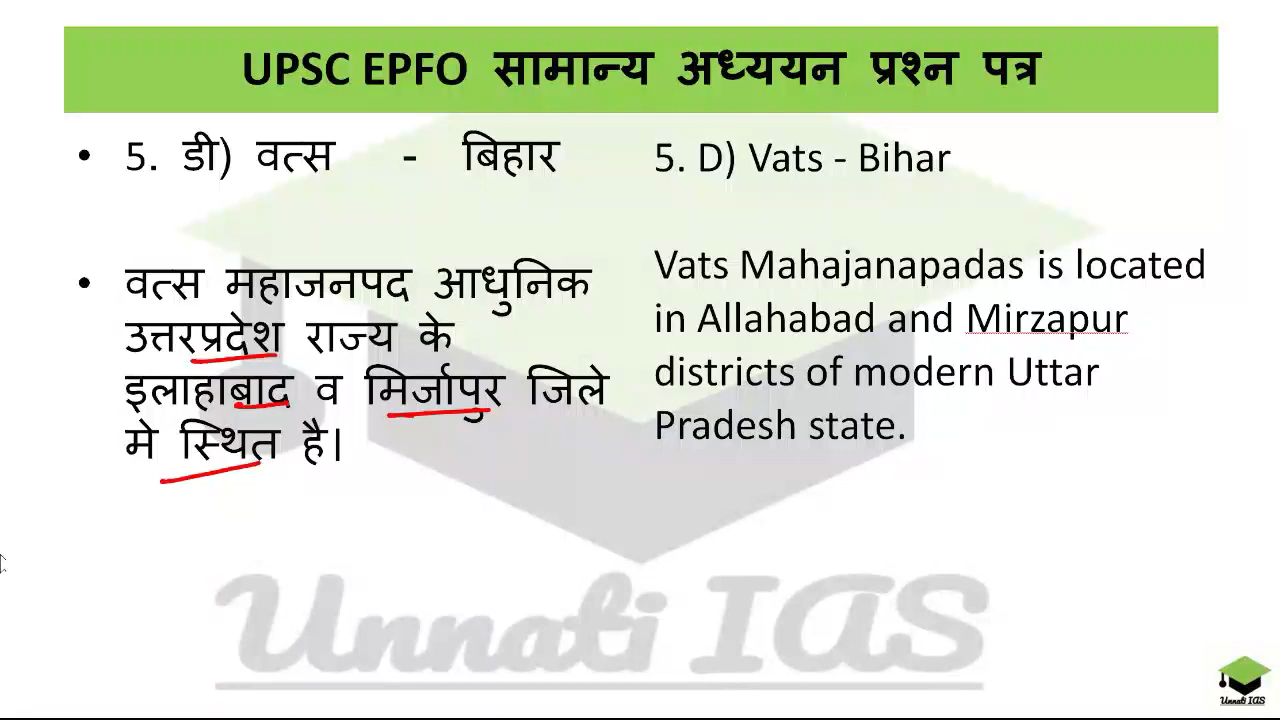 UPSC EPFO सामान्य अध्ययन प्रश्न पत्र
• 5. डी) वत्स - बिहार
• वत्स महाजनपद आधुनिक
उत्तरप्रदेश राज्य के
इलाहाबाद व मिर्जापुर जिले
मे स्थित है।
5. D) Vats - Bihar
Vats Mahajanapadas is located
in Allahabad and Mirzapur
districts of modern Uttar
Pradesh state.
Unnati IAS
Unnati IAS